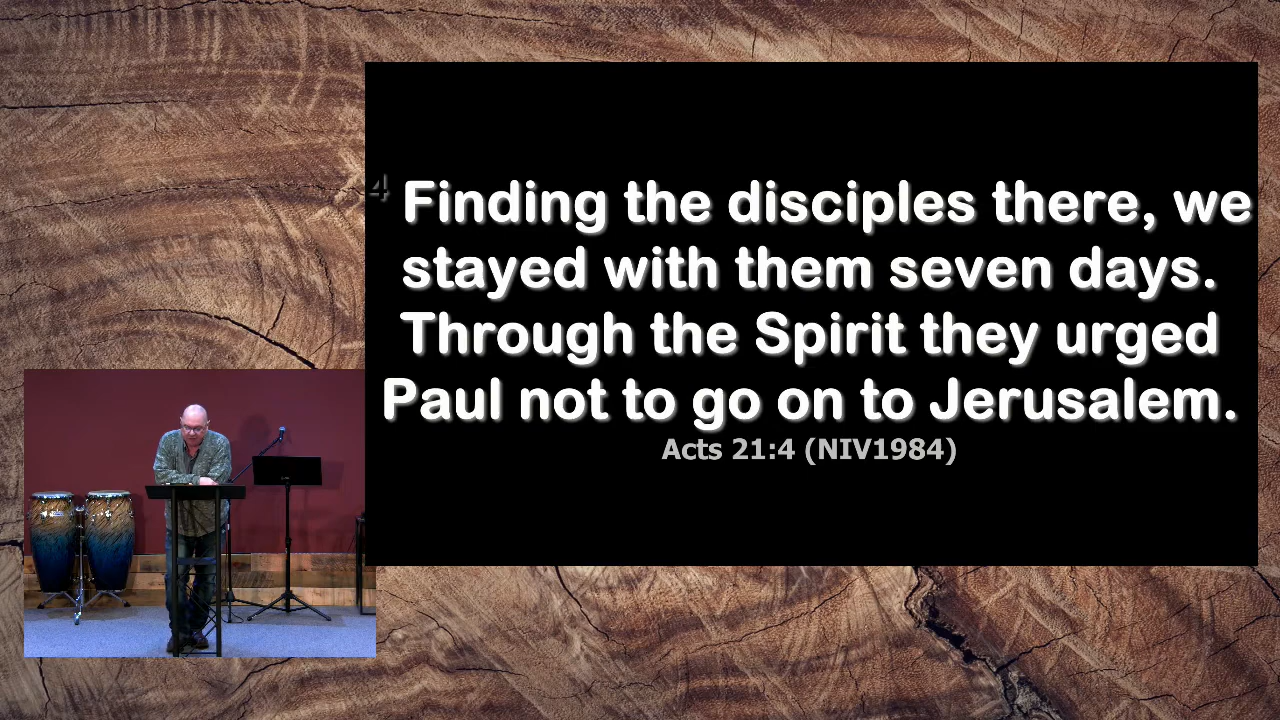 4 Finding the disciples there, we
stayed with them seven days.
Through the Spirit they urged
Paul not to go on to Jerusalem.
Acts 21:4 (NIV1984)